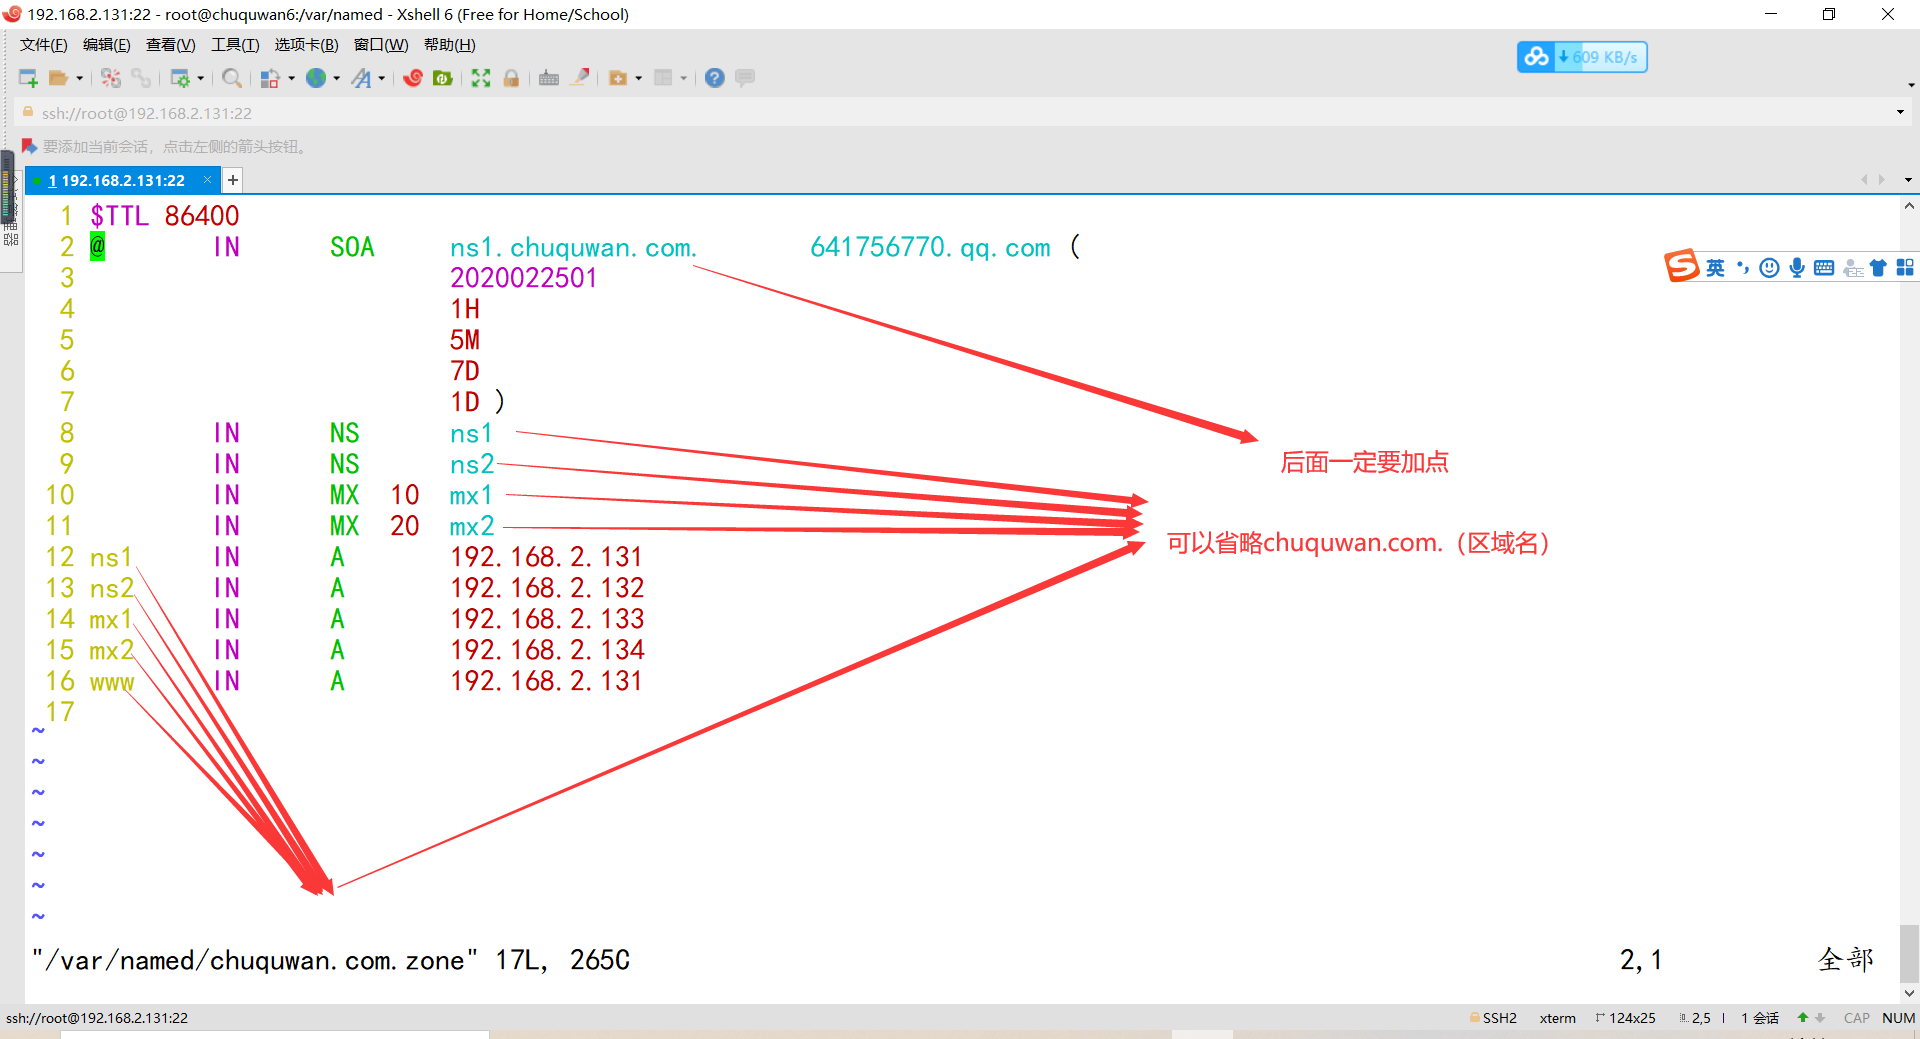 192.168.2.131:22 - root@chuquwan6:/var/named - Xshell 6 (Free for Home/School)
文件(F) 编辑(E) 查看(V) 工具(T) 选项卡(B) 窗口(W) 帮助(H)
609 KB/s
ssh://root@192.168.2.131:22
要添加当前会话，点击左侧的箭头按钮。
1 192.168.2.131:22 × +
1 $TTL 86400
2 @ IN SOA ns1.chuquwan.com. 641756770.qq.com (
英
3 2020022501
4 1H
5 5M
6 7D
7 1D )
8 IN NS ns1
9 IN NS ns2
后面一定要加点
10 IN MX 10 mx1
11 IN MX 20 mx2
可以省略chuquwan.com.（区域名）
12 ns1 IN A 192.168.2.131
13 ns2 IN A 192.168.2.132
14 mx1 IN A 192.168.2.133
15 mx2 IN A 192.168.2.134
16 www IN A 192.168.2.131
17
~
~
~
~
~
~
~
"/var/named/chuquwan.com.zone" 17L, 265C 2,1 全部
ssh://root@192.168.2.131:22 SSH2 xterm 124x25 2,5 1 会话 CAP NUM